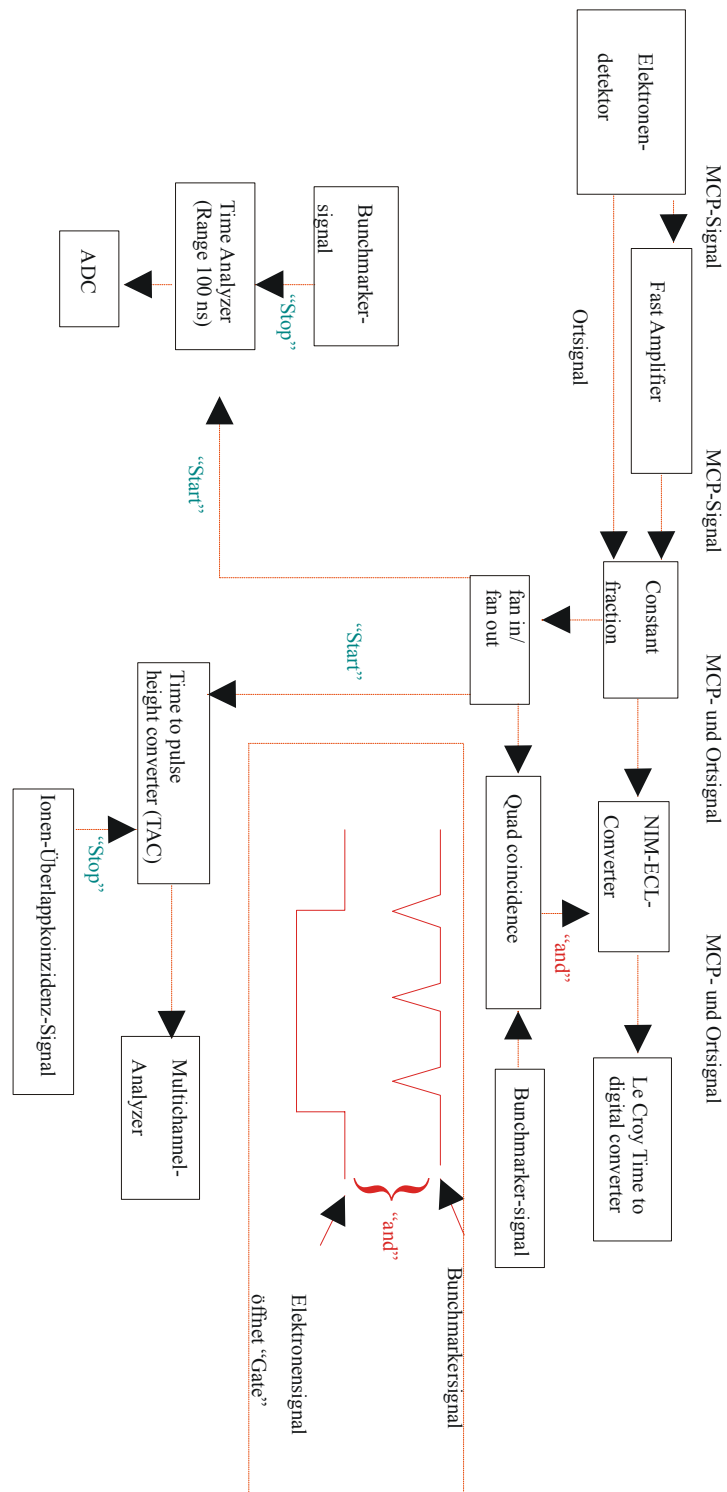 MCP-Signal
MCP-Signal
MCP- und Ortsignal
MCP- und Ortsignal
Elektronen-
detektor
Fast Amplifier
Ortsignal
Constant
fraction
NIM-ECL-
Converter
Le Croy Time to
digital converter
“and”
fan in/
fan out
Quad coincidence
Bunchmarker-signal
Bunchmarker-
signal
“Stop”
Time Analyzer
(Range 100 ns)
ADC
“Start”
“Start”
Bunchmarkersignal
“and”
Elektronensignal
öffnet “Gate”
Time to pulse
height converter (TAC)
Multichannel-
Analyzer
“Stop”
Ionen-Überlappkoinzidenz-Signal